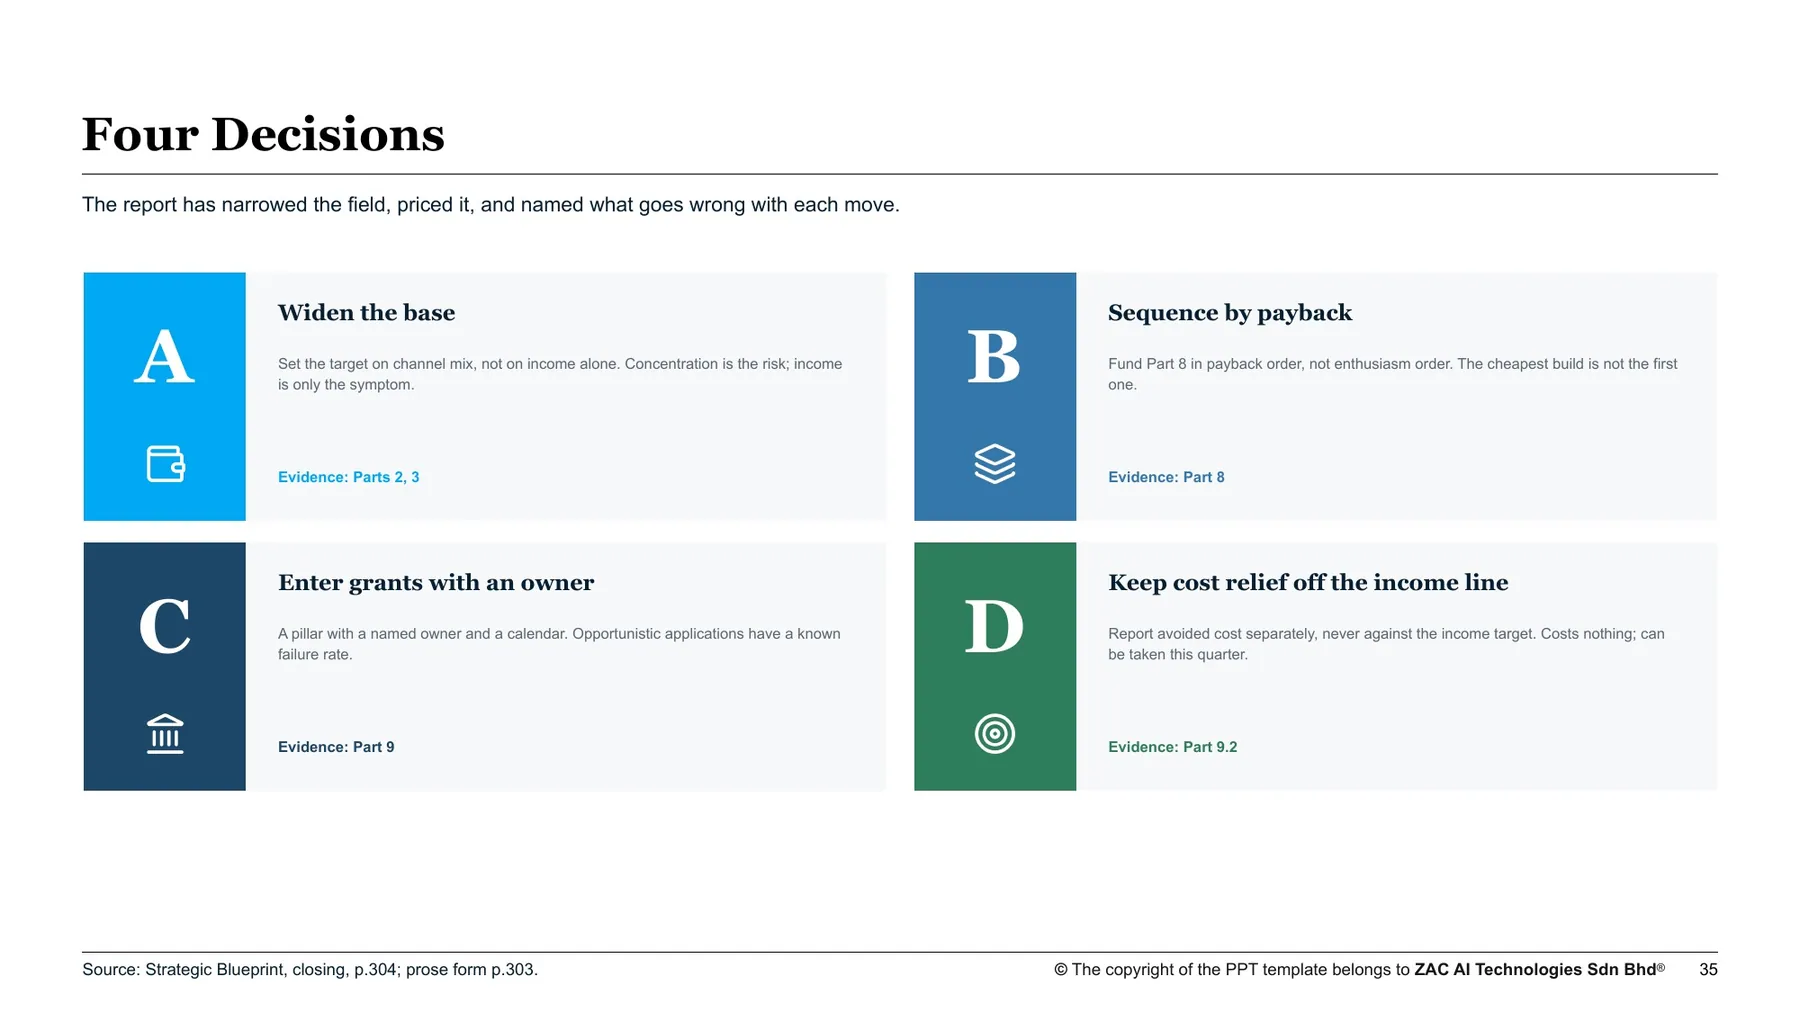 Four Decisions
The report has narrowed the field, priced it, and named what goes wrong with each move.
A
Widen the base
Set the target on channel mix, not on income alone. Concentration is the risk; income
is only the symptom.
Evidence: Parts 2, 3
B
Sequence by payback
Fund Part 8 in payback order, not enthusiasm order. The cheapest build is not the first
one.
Evidence: Part 8
C
Enter grants with an owner
A pillar with a named owner and a calendar. Opportunistic applications have a known
failure rate.
Evidence: Part 9
D
Keep cost relief off the income line
Report avoided cost separately, never against the income target. Costs nothing; can
be taken this quarter.
Evidence: Part 9.2
Source: Strategic Blueprint, closing, p.304; prose form p.303.
© The copyright of the PPT template belongs to ZAC AI Technologies Sdn Bhd®
35